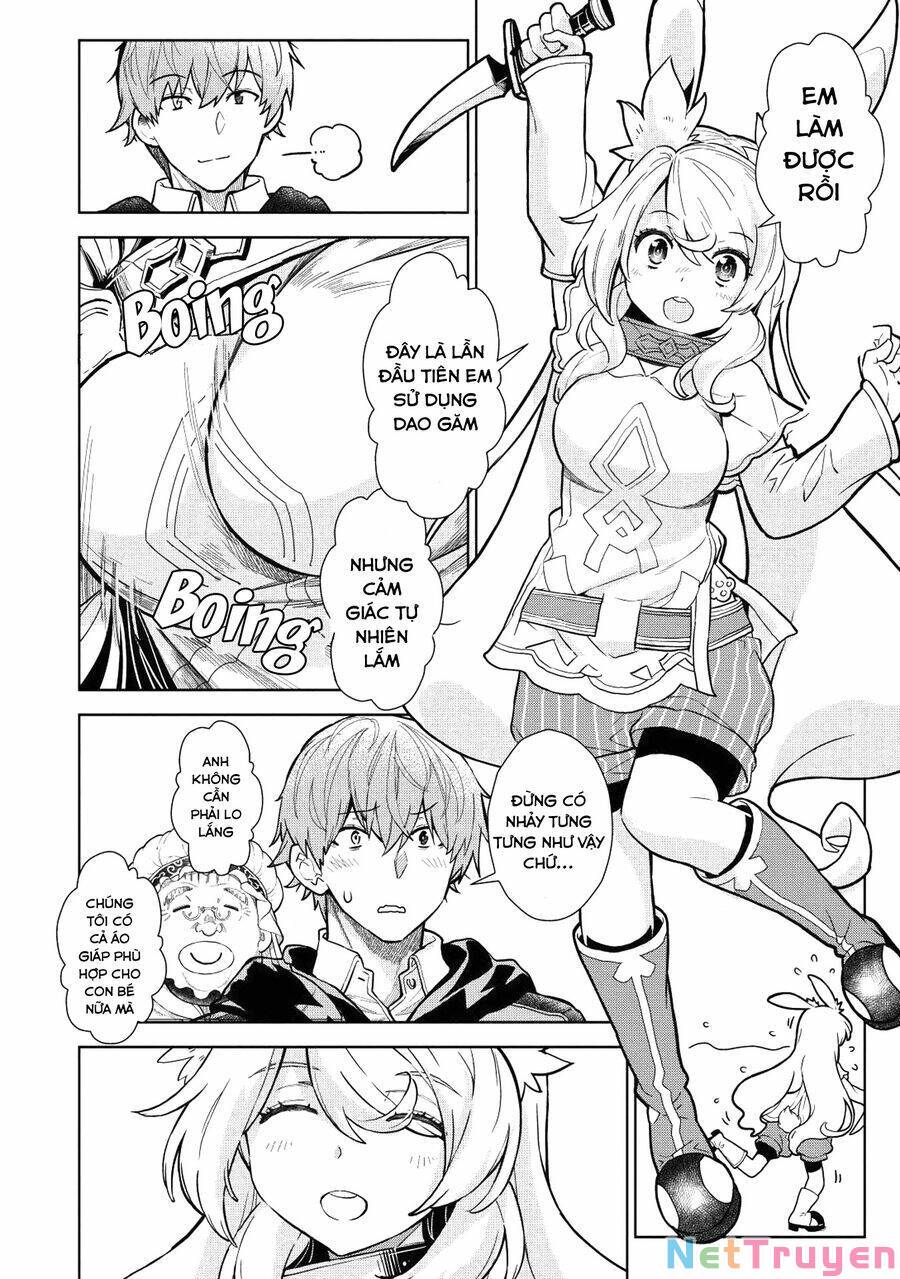 EM
LÀM
ĐƯỢC
RỒI
ĐÂY LÀ LẦN
ĐẦU TIÊN EM
SỬ DỤNG
DAO GĂM
Boing
NHƯNG
CẢM
GIÁC TỰ
NHIÊN
LẮM
Boing
ĐỪNG CÓ
NHẢY TƯNG
TƯNG NHƯ VẬY
CHỨ...
ANH
KHÔNG
CẦN
PHẢI LO
LẮNG
CHÚNG
TÔI CÓ
CẢ ÁO
GIÁP PHÙ
HỢP CHO
CON BÉ
NỮA MÀ
NetTruyen